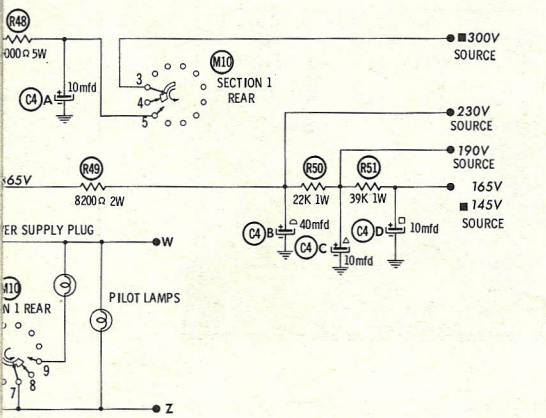 R48
000Ω 5W
10mfd
C4 A
M10
SECTION 1
REAR
3
4
5
■300V
SOURCE
230V
SOURCE
190V
SOURCE
65V
R49
8200Ω 2W
R50
22K 1W
R51
39K 1W
165V
■145V
SOURCE
C4 B
40mfd
C4 C
10mfd
C4 D
10mfd
ER SUPPLY PLUG
W
PILOT LAMPS
M10
N 1 REAR
9
8
7
Z